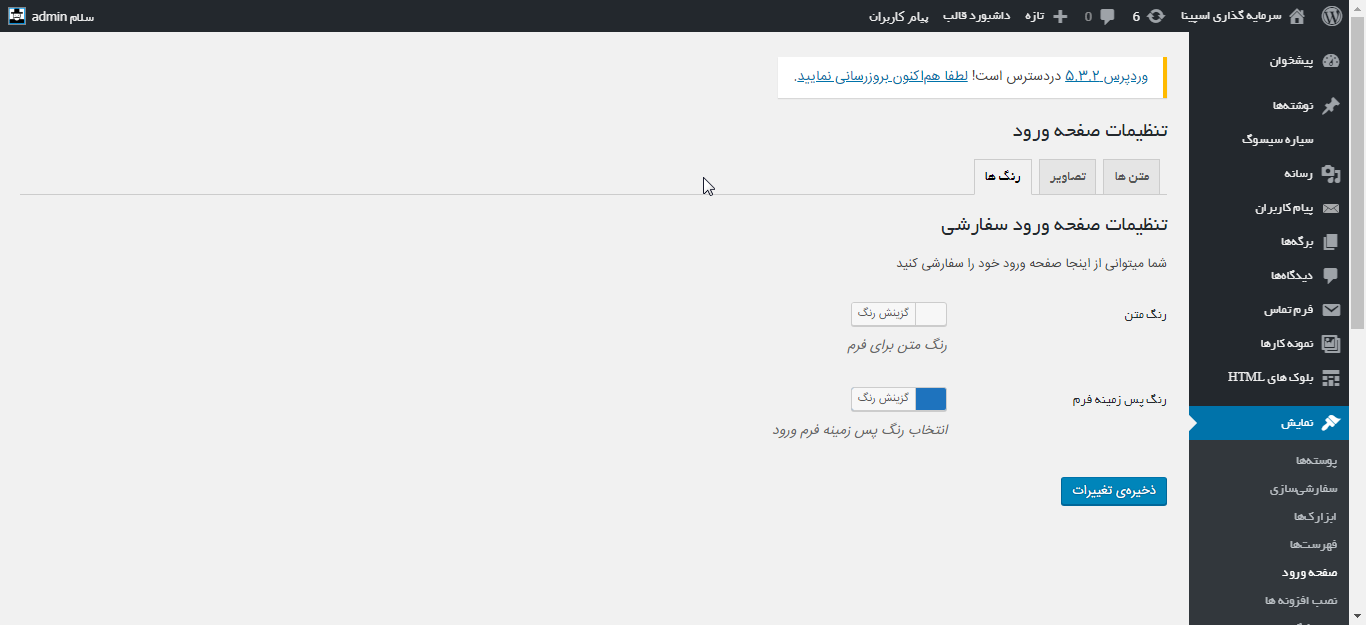 سرمایه گذاری اسپینا 6 0 تازه داشبورد قالب پیام کاربران
سلام admin
پیشخوان
نوشته‌ها
سیاره سیسوگ
رسانه
پیام کاربران
برگه‌ها
دیدگاه‌ها
فرم تماس
نمونه کارها
بلوک های HTML
نمایش
پوسته‌ها
سفارشی‌سازی
ابزارک‌ها
فهرست‌ها
صفحه ورود
نصب افزونه ها
وردپرس ۵.۳.۲ دردسترس است! لطفا هم‌اکنون بروزرسانی نمایید.
تنظیمات صفحه ورود
متن ها تصاویر رنگ ها
تنظیمات صفحه ورود سفارشی
شما میتوانی از اینجا صفحه ورود خود را سفارشی کنید
رنگ متن گزینش رنگ
رنگ متن برای فرم
رنگ پس زمینه فرم گزینش رنگ
انتخاب رنگ پس زمینه فرم ورود
ذخیره‌ی تغییرات